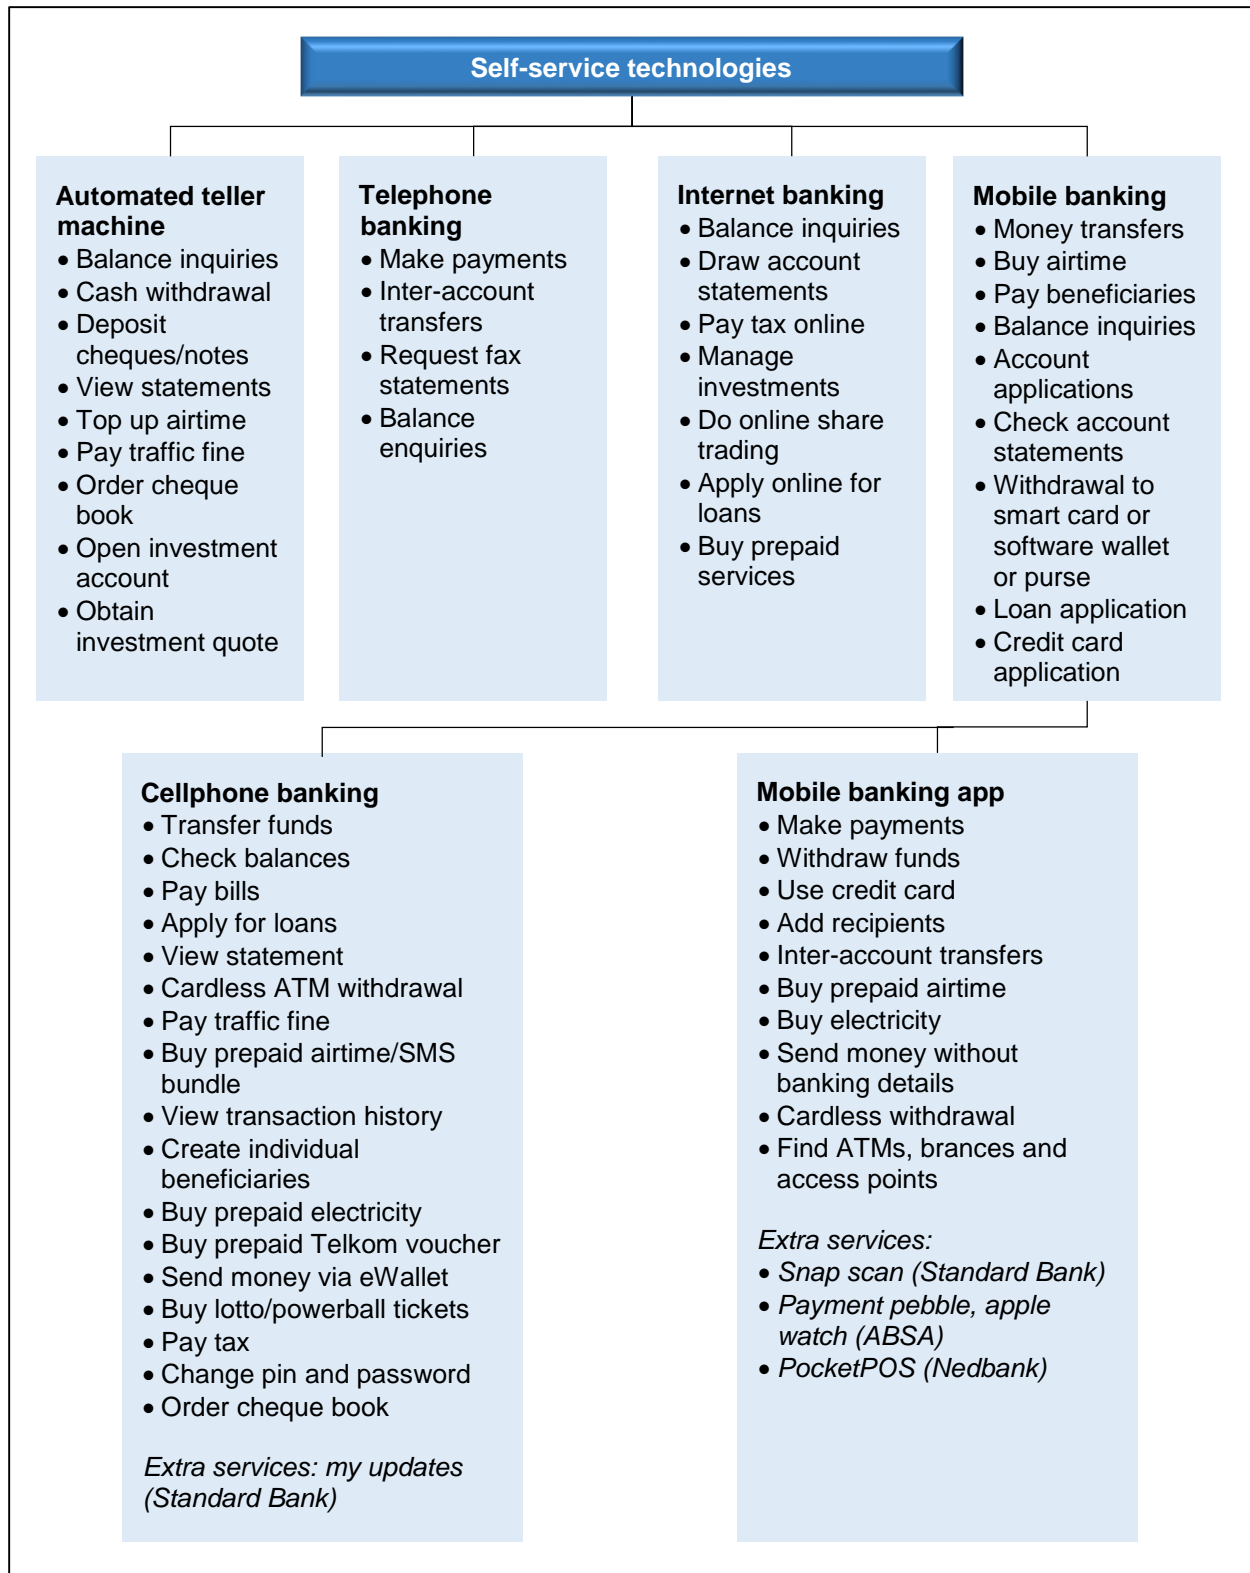 Self-service technologies
Automated teller
machine
• Balance inquiries
• Cash withdrawal
• Deposit
cheques/notes
• View statements
• Top up airtime
• Pay traffic fine
• Order cheque
book
• Open investment
account
• Obtain
investment quote
Telephone
banking
• Make payments
• Inter-account
transfers
• Request fax
statements
• Balance
enquiries
Internet banking
• Balance inquiries
• Draw account
statements
• Pay tax online
• Manage
investments
• Do online share
trading
• Apply online for
loans
• Buy prepaid
services
Mobile banking
• Money transfers
• Buy airtime
• Pay beneficiaries
• Balance inquiries
• Account
applications
• Check account
statements
• Withdrawal to
smart card or
software wallet
or purse
• Loan application
• Credit card
application
Cellphone banking
• Transfer funds
• Check balances
• Pay bills
• Apply for loans
• View statement
• Cardless ATM withdrawal
• Pay traffic fine
• Buy prepaid airtime/SMS
bundle
• View transaction history
• Create individual
beneficiaries
• Buy prepaid electricity
• Buy prepaid Telkom voucher
• Send money via eWallet
• Buy lotto/powerball tickets
• Pay tax
• Change pin and password
• Order cheque book
Extra services: my updates
(Standard Bank)
Mobile banking app
• Make payments
• Withdraw funds
• Use credit card
• Add recipients
• Inter-account transfers
• Buy prepaid airtime
• Buy electricity
• Send money without
banking details
• Cardless withdrawal
• Find ATMs, brances and
access points
Extra services:
• Snap scan (Standard Bank)
• Payment pebble, apple
watch (ABSA)
• PocketPOS (Nedbank)